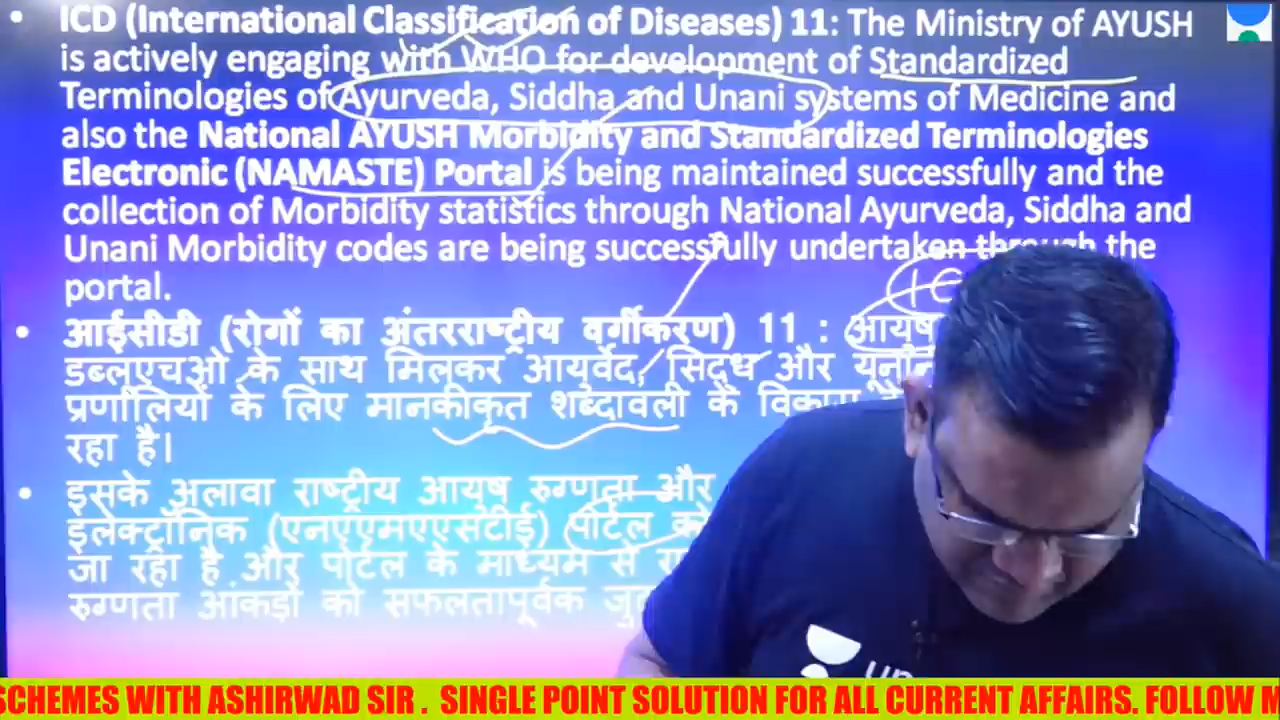 • ICD (International Classification of Diseases) 11: The Ministry of AYUSH
is actively engaging with WHO for development of Standardized
Terminologies of Ayurveda, Siddha and Unani systems of Medicine and
also the National AYUSH Morbidity and Standardized Terminologies
Electronic (NAMASTE) Portal is being maintained successfully and the
collection of Morbidity statistics through National Ayurveda, Siddha and
Unani Morbidity codes are being successfully undertaken through the
portal.
• आईसीडी (रोगों का अंतरराष्ट्रीय वर्गीकरण) 11 : आयुष
डब्लूएचओ के साथ मिलकर आयुर्वेद, सिद्ध और यूनानी
प्रणालियों के लिए मानकीकृत शब्दावली के विकास
रहा है।
• इसके अलावा राष्ट्रीय आयुष रुग्णता और
इलेक्ट्रॉनिक (एनएएमएएसटीई) पोर्टल को
जा रहा है और पोर्टल के माध्यम से
रुग्णता आंकड़ों को सफलतापूर्वक
un
SCHEMES WITH ASHIRWAD SIR . SINGLE POINT SOLUTION FOR ALL CURRENT AFFAIRS. FOLLOW M